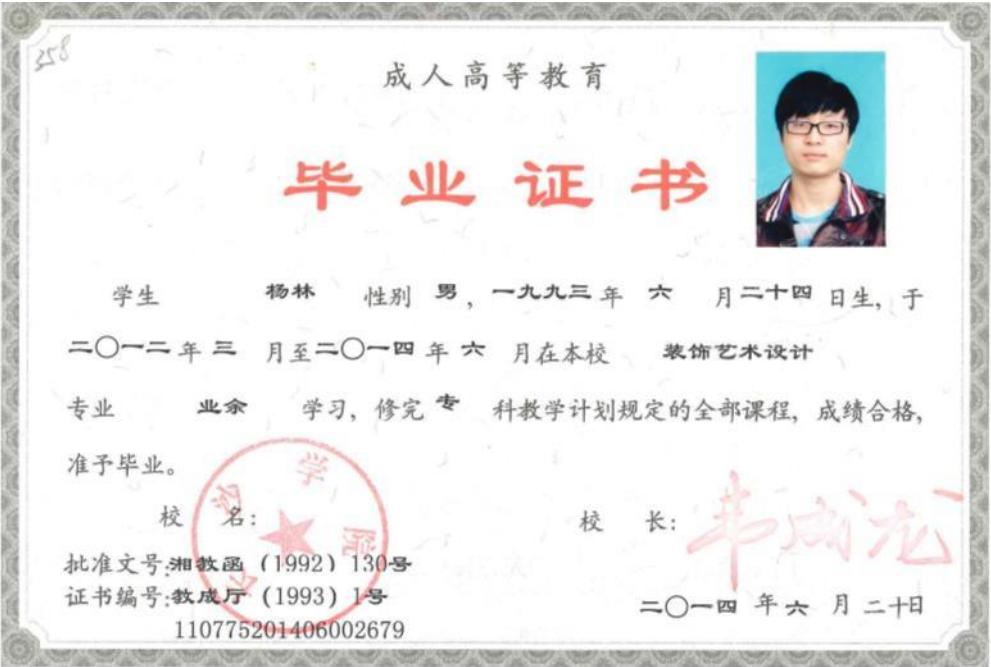 358
成人高等教育
毕业证书
学生 杨林 性别 男，一九九三年 六 月二十四日生，于
二〇一二年 三 月至二〇一四年 六 月在本校 装饰艺术设计
专业 业余 学习，修完 专 科教学计划规定的全部课程，成绩合格，
准予毕业。
学
院
校 名：
校 长：韦成龙
批准文号:湘教函（1992）130号
证书编号:教成厅（1993）1号
110775201406002679
二〇一四 年 六 月 二十日